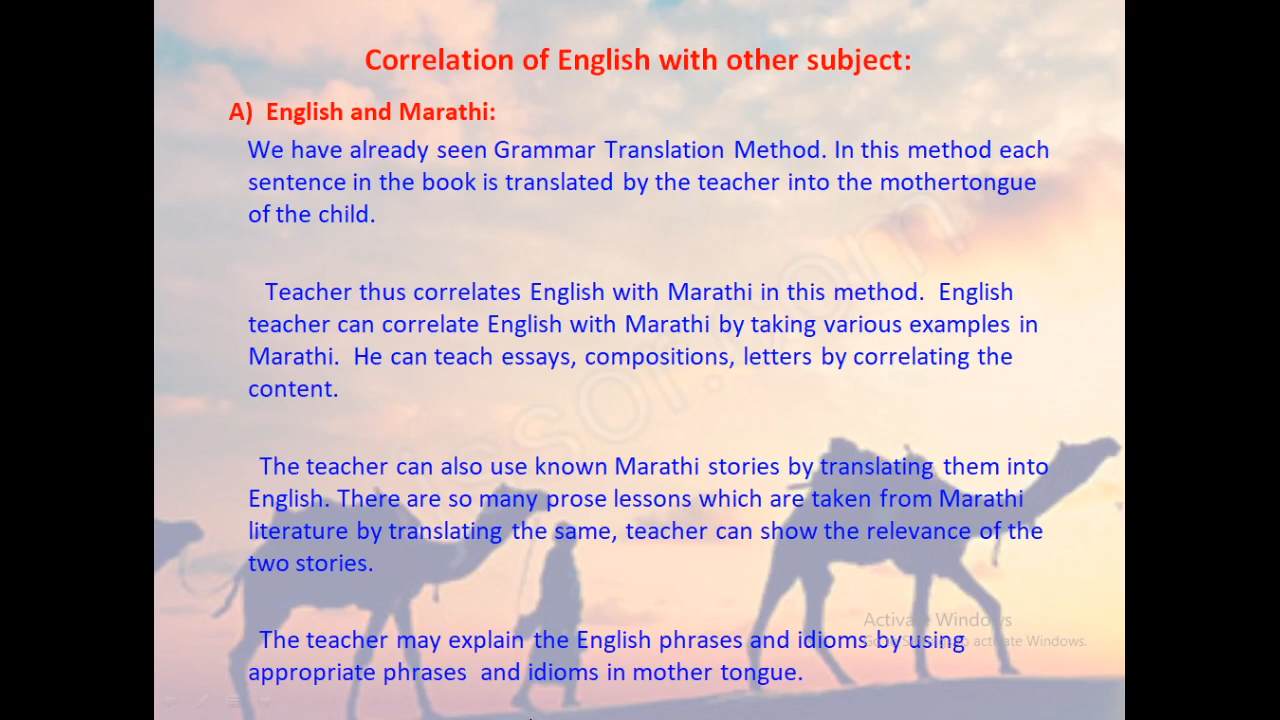 Correlation of English with other subject:
A) English and Marathi:
We have already seen Grammar Translation Method. In this method each
sentence in the book is translated by the teacher into the mothertongue
of the child.
Teacher thus correlates English with Marathi in this method. English
teacher can correlate English with Marathi by taking various examples in
Marathi. He can teach essays, compositions, letters by correlating the
content.
The teacher can also use known Marathi stories by translating them into
English. There are so many prose lessons which are taken from Marathi
literature by translating the same, teacher can show the relevance of the
two stories.
Activate Windows
The teacher may explain the English phrases and idioms by using
appropriate phrases and idioms in mother tongue.